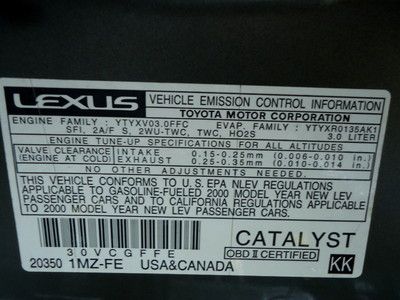 LEXUS VEHICLE EMISSION CONTROL INFORMATION
TOYOTA MOTOR CORPORATION
ENGINE FAMILY : YTYXV03.0FFC EVAP. FAMILY : YTYXR0135AK1
SFI, 2A/F S, 2WU-TWC, TWC, HO2S 3.0 LITER
ENGINE TUNE-UP SPECIFICATIONS FOR ALL ALTITUDES
VALVE CLEARANCE INTAKE 0.15-0.25mm (0.006-0.010 in.)
(ENGINE AT COLD) EXHAUST 0.25-0.35mm (0.010-0.014 in.)
NO OTHER ADJUSTMENTS NEEDED.
THIS VEHICLE CONFORMS TO U.S.EPA NLEV REGULATIONS
APPLICABLE TO GASOLINE-FUELED 2000 MODEL YEAR NEW LEV
PASSENGER CARS AND TO CALIFORNIA REGULATIONS APPLICABLE
TO 2000 MODEL YEAR NEW LEV PASSENGER CARS.
30VCGFFE
CATALYST
OBD II CERTIFIED
20350 1MZ-FE USA&CANADA KK